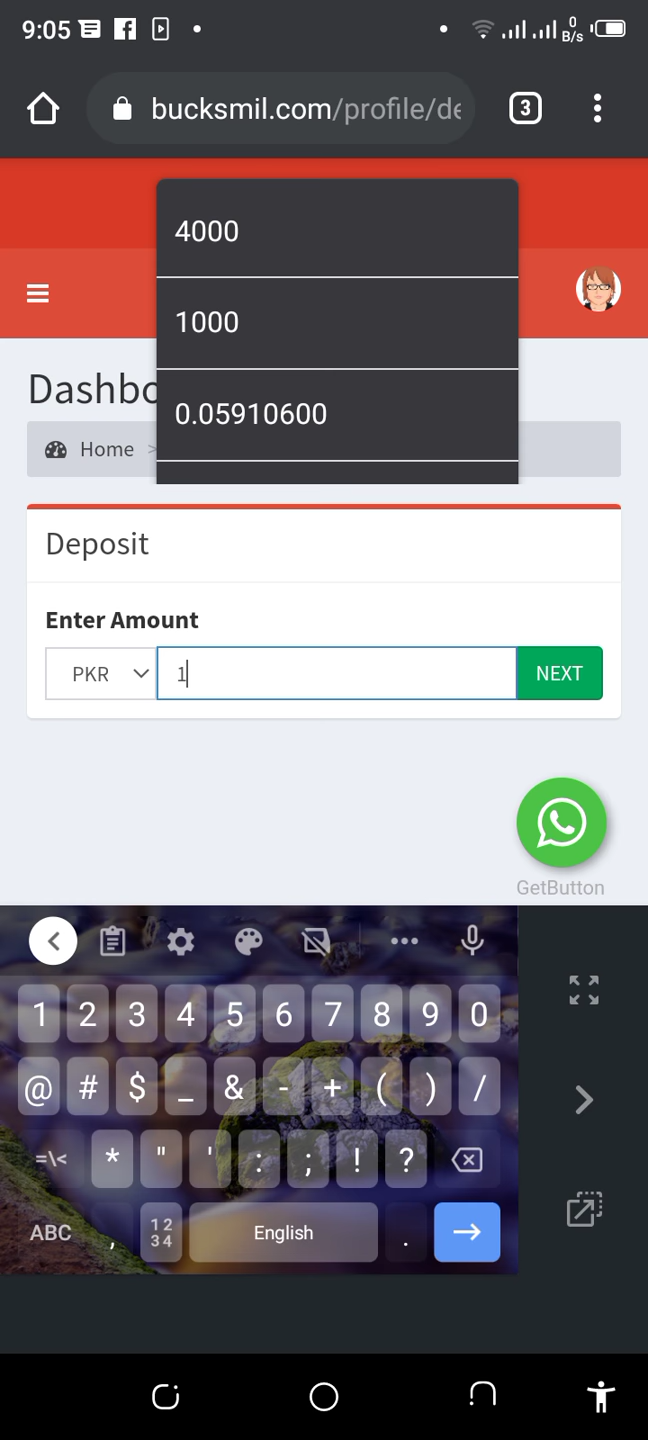 9:05
0
B/s
bucksmil.com/profile/de
3
4000
1000
0.05910600
Dashbo
Home >
Deposit
Enter Amount
PKR
1
NEXT
GetButton
1 2 3 4 5 6 7 8 9 0
@ # $ _ & - + ( ) /
=\< * " ' : ; ! ?
ABC , 12 34 English .